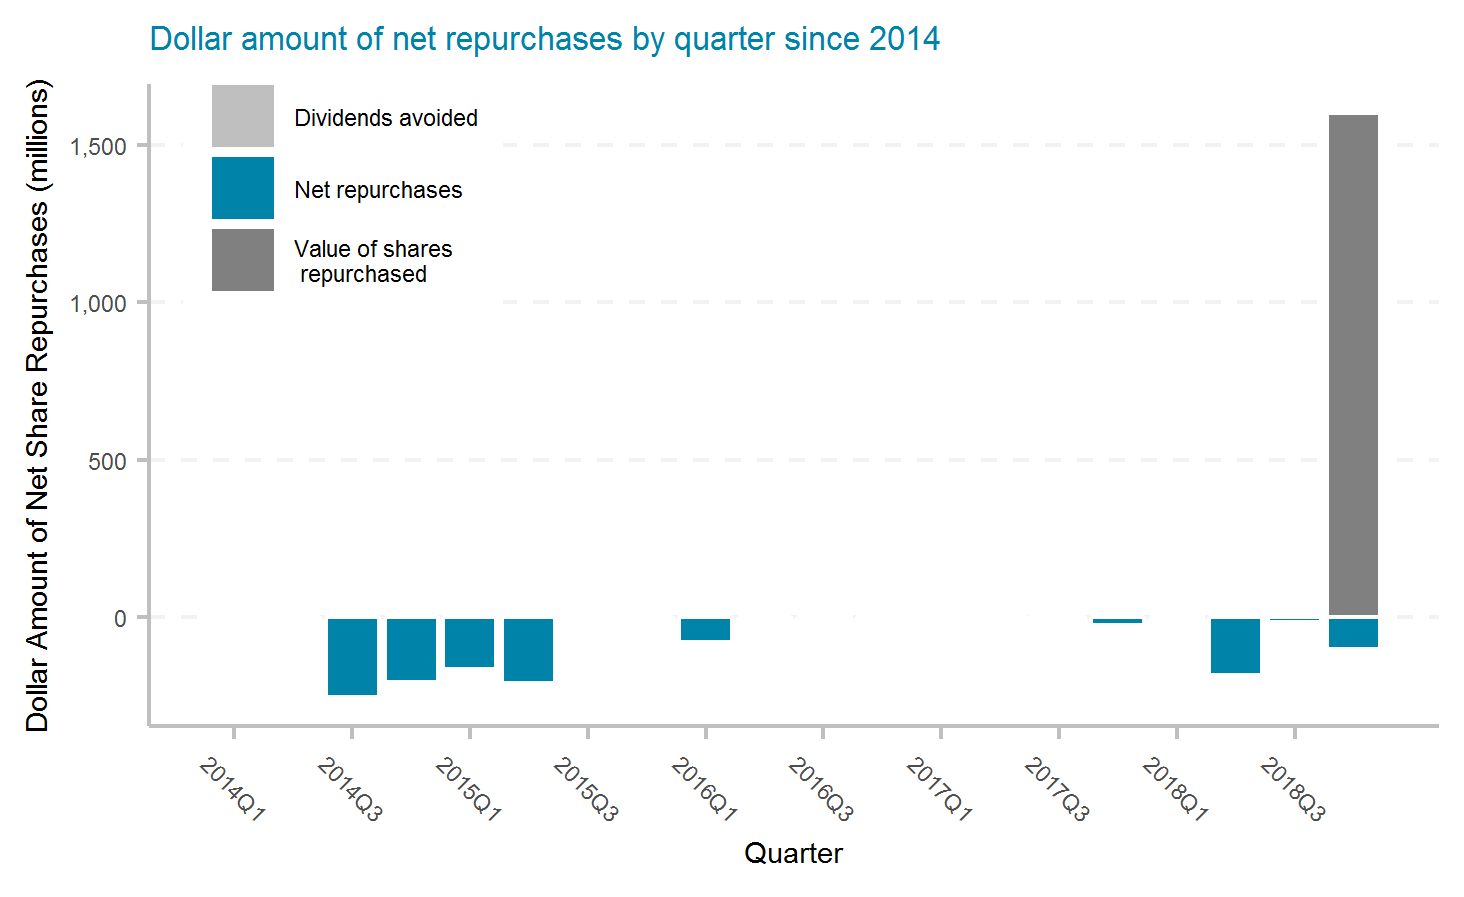 Dollar amount of net repurchases by quarter since 2014
Dollar Amount of Net Share Repurchases (millions)
Dividends avoided
Net repurchases
Value of shares
repurchased
1,500
1,000
500
0
2014Q1
2014Q3
2015Q1
2015Q3
2016Q1
2016Q3
2017Q1
2017Q3
2018Q1
2018Q3
Quarter